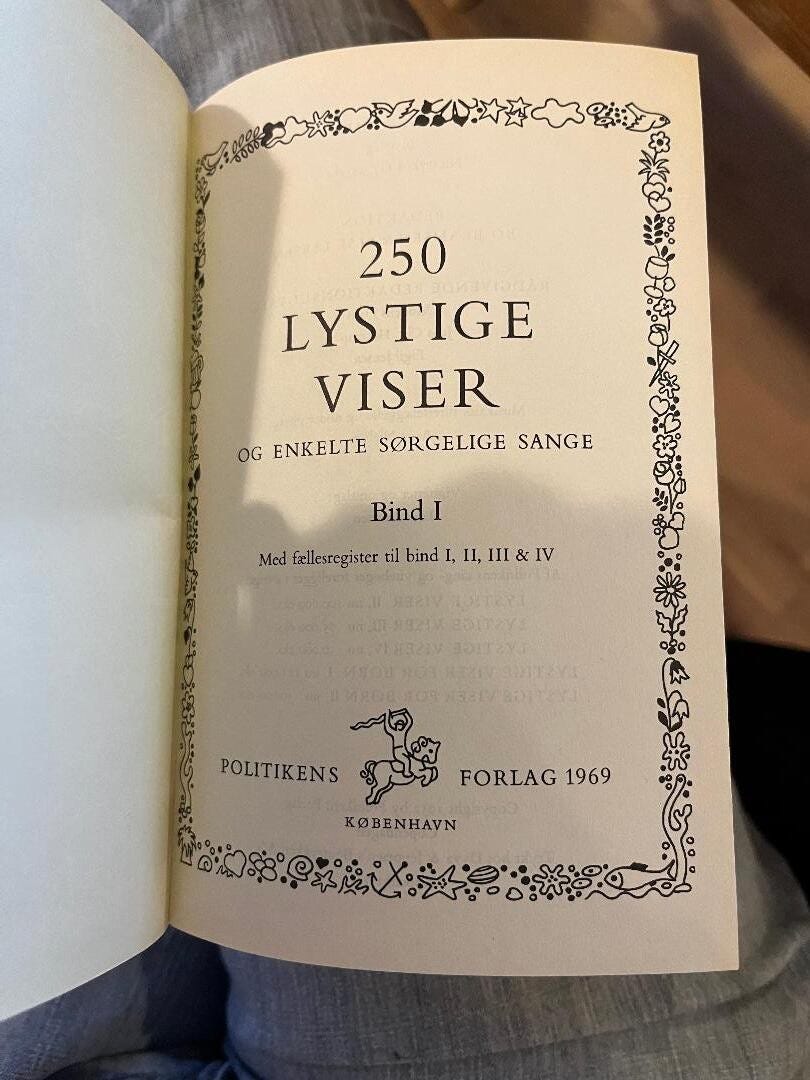 250
LYSTIGE
VISER
OG ENKELTE SØRGELIGE SANGE
Bind I
Med fællesregister til bind I, II, III & IV
POLITIKENS FORLAG 1969
KØBENHAVN